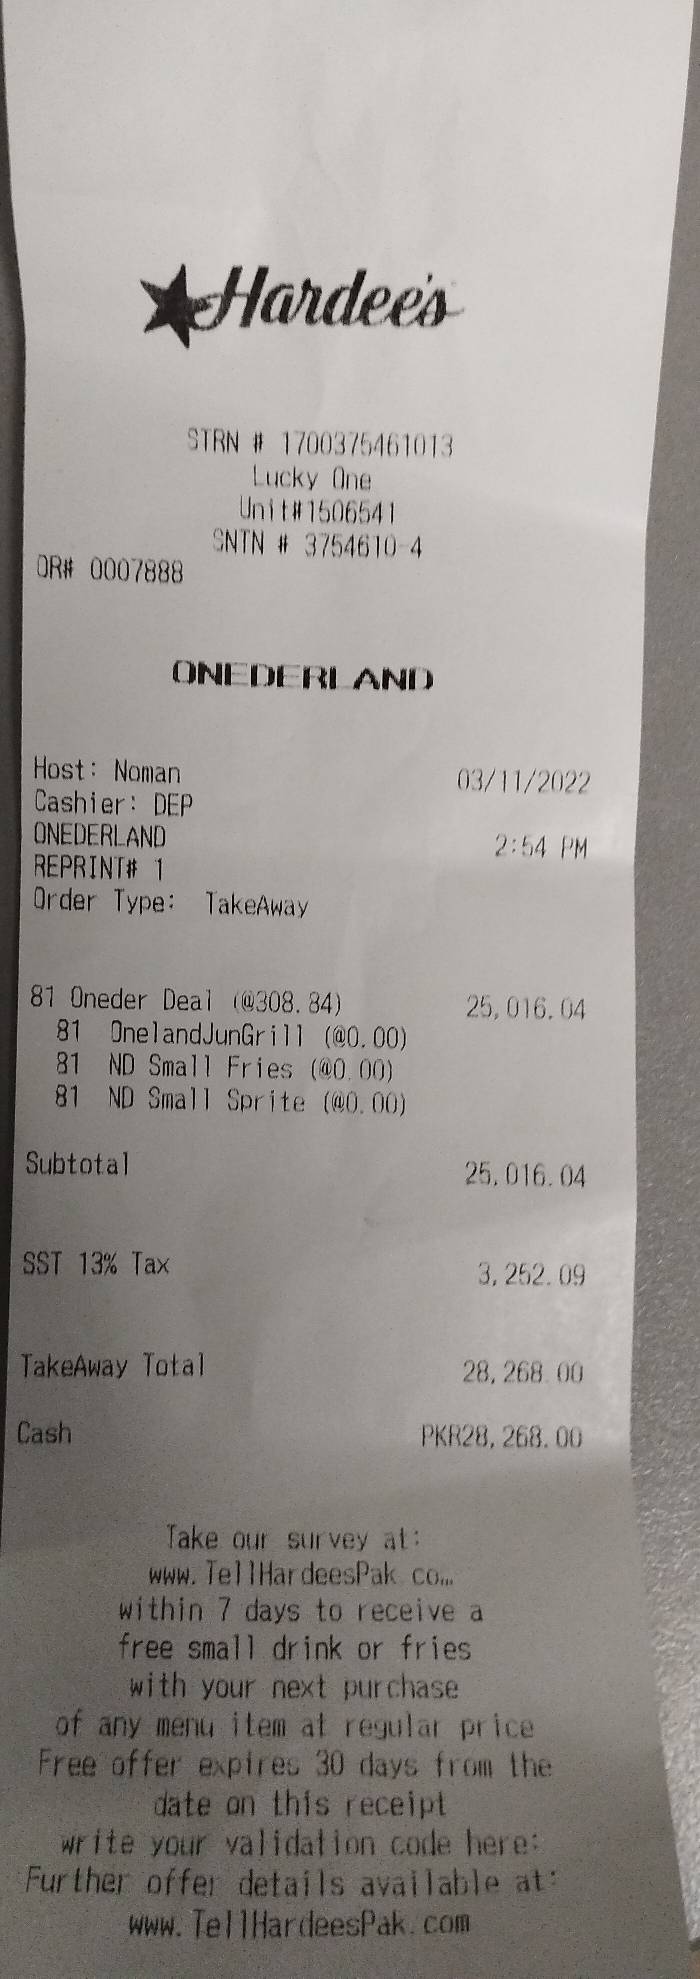 Hardee's
STRN # 1700375461013
Lucky One
Unit#1506541
SNTN # 3754610-4
OR# 0007888
ONEDERLAND
Host: Noman 03/11/2022
Cashier: DEP
ONEDERLAND 2:54 PM
REPRINT# 1
Order Type: TakeAway
81 Oneder Deal (@308.84) 25,016.04
81 OnelandJunGrill (@0.00)
81 ND Small Fries (@0.00)
81 ND Small Sprite (@0.00)
Subtotal 25,016.04
SST 13% Tax 3,252.09
TakeAway Total 28,268.00
Cash PKR28,268.00
Take our survey at:
www.TellHardeesPak.co…
within 7 days to receive a
free small drink or fries
with your next purchase
of any menu item at regular price
Free offer expires 30 days from the
date on this receipt
write your validation code here:
Further offer details available at:
www.TellHardeesPak.com